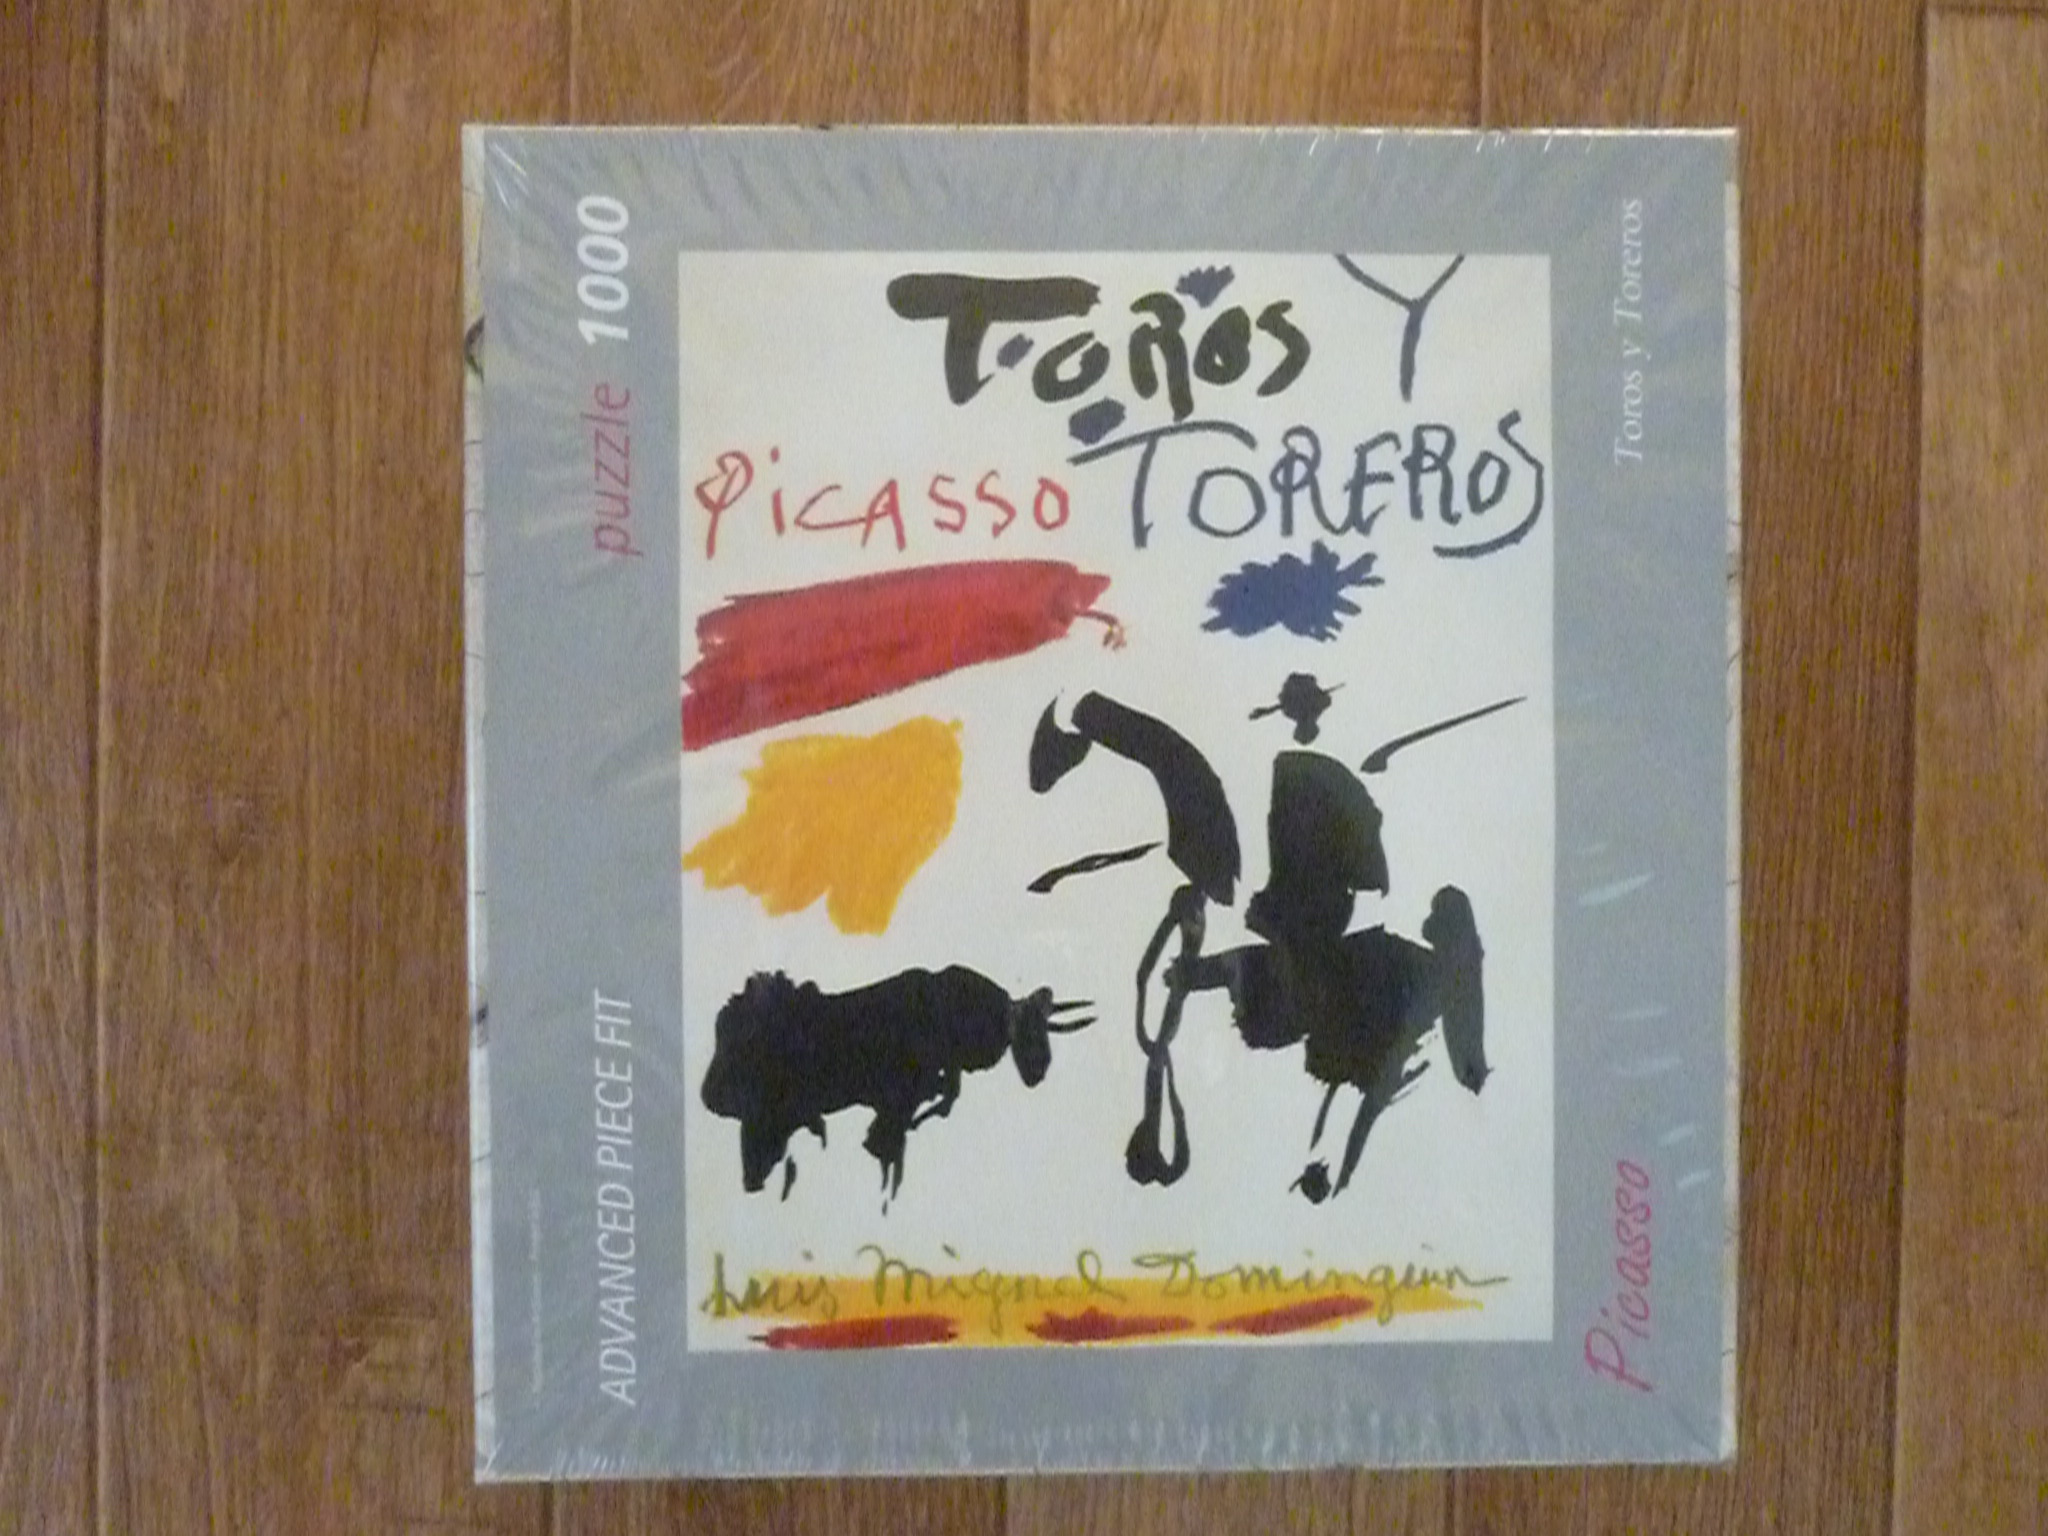 puzzle 1000
ADVANCED PIECE FIT
TOROS Y
PICASSO TOREROS
Luis Miguel Dominguin
Picasso
Toros y Toreros